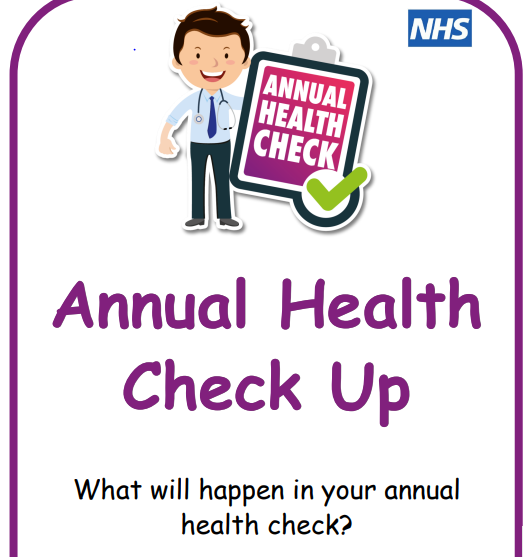 NHS
ANNUAL
HEALTH
CHECK
Annual Health
Check Up
What will happen in your annual
health check?